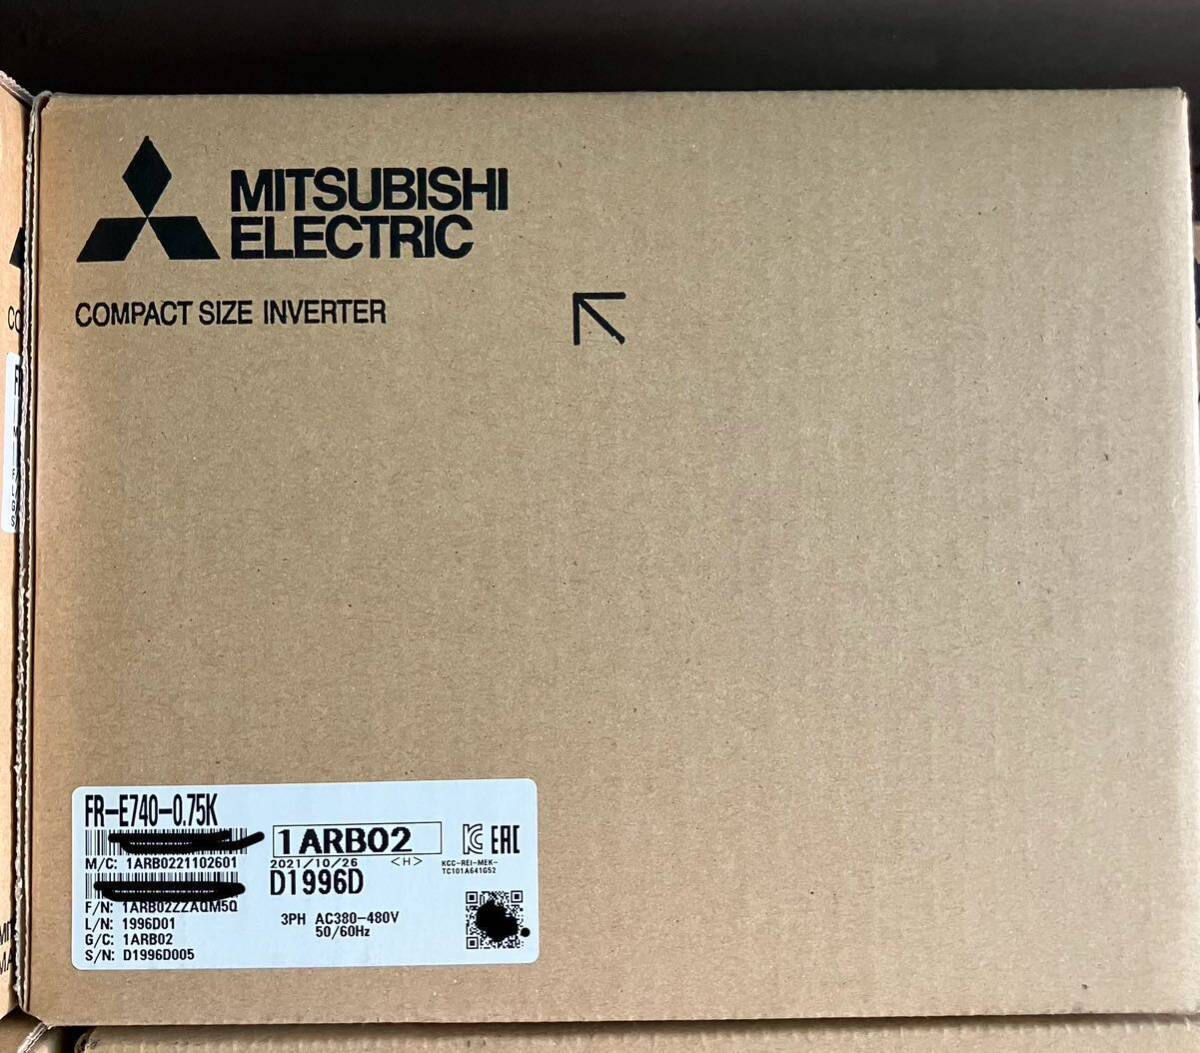 MITSUBISHI
ELECTRIC
COMPACT SIZE INVERTER
FR-E740-0.75K
M/C: 1ARB0221102601
F/N: 1ARB02ZZAQM5Q
L/N: 1996D01
G/C: 1ARB02
S/N: D1996D005
1ARB02
2021/10/26 <H>
D1996D
3PH AC380-480V
50/60Hz
EAC
KCC-REI-MEK-
TC101A641G52